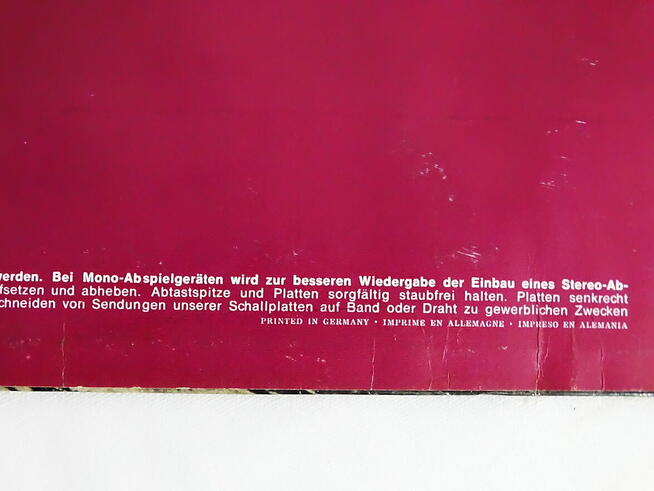 werden. Bei Mono-Abspielgeräten wird zur besseren Wiedergabe der Einbau eines Stereo-Ab-
fsetzen und abheben. Abtastspitze und Platten sorgfältig staubfrei halten. Platten senkrecht
chneiden von Sendungen unserer Schallplatten auf Band oder Draht zu gewerblichen Zwecken
PRINTED IN GERMANY · IMPRIME EN ALLEMAGNE · IMPRESO EN ALEMANIA